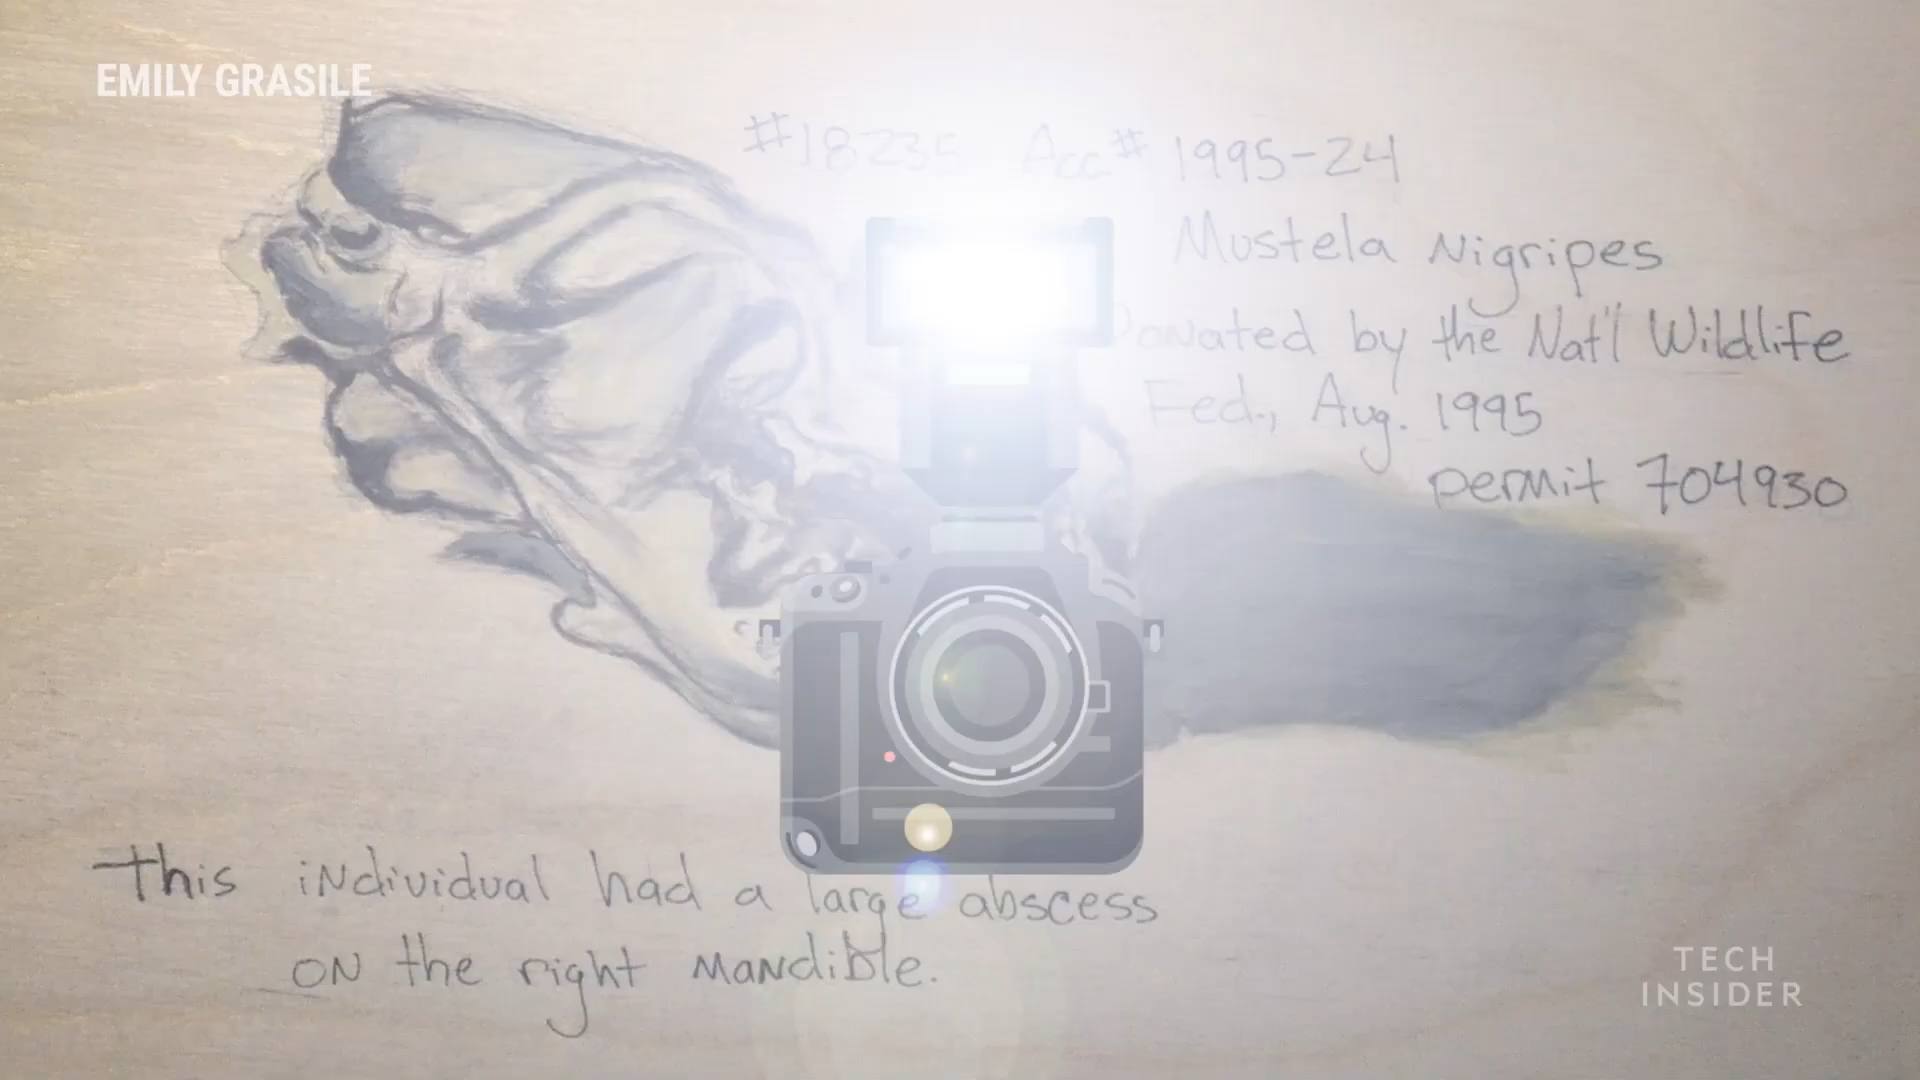 EMILY GRASILE
#18235 Acc# 1995-24
Mustela Nigripes
Donated by the Nat'l Wildlife
Fed., Aug. 1995
permit 704930
This individual had a large abscess
on the right mandible.
TECH
INSIDER